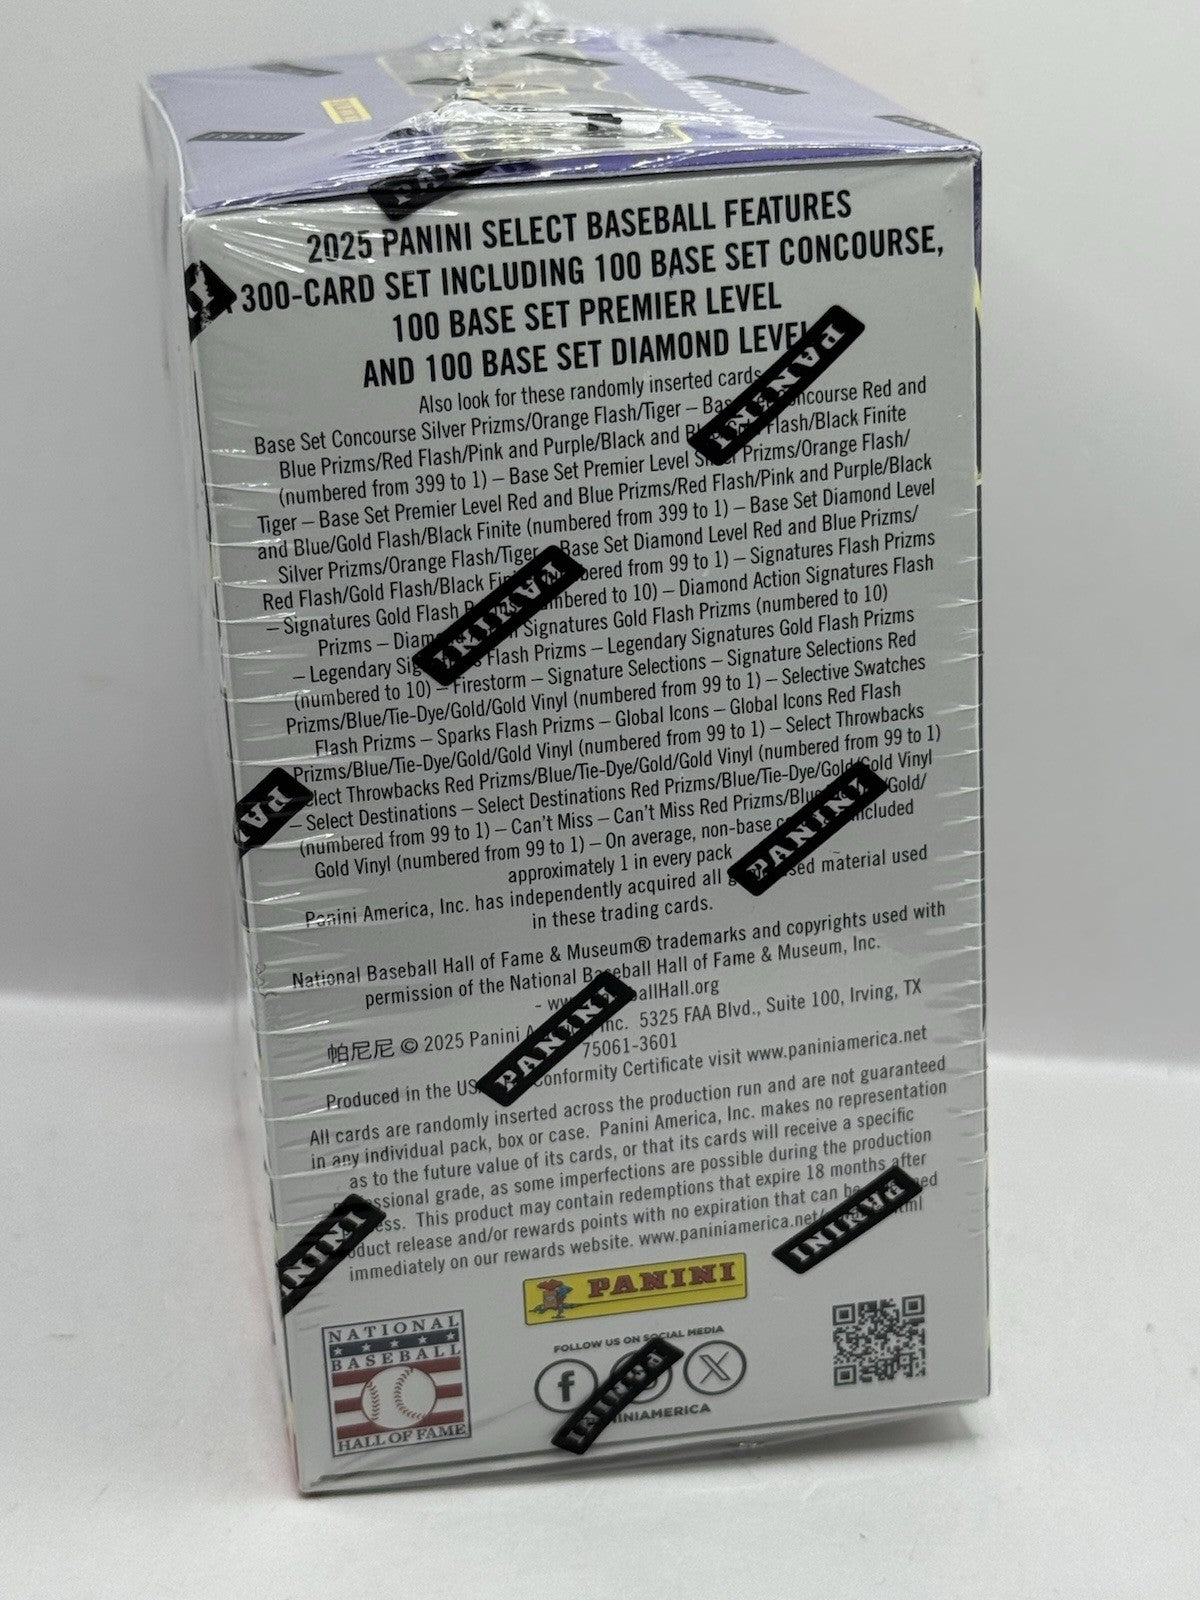 PANINI
2025 PANINI SELECT BASEBALL FEATURES
300-CARD SET INCLUDING 100 BASE SET CONCOURSE,
100 BASE SET PREMIER LEVEL
AND 100 BASE SET DIAMOND LEVEL
Also look for these randomly inserted cards
Base Set Concourse Silver Prizms/Orange Flash/Tiger – Base Concourse Red and
Blue Prizms/Red Flash/Pink and Purple/Black and Flash/Black Finite
(numbered from 399 to 1) – Base Set Premier Level Silver Prizms/Orange Flash/
Tiger – Base Set Premier Level Red and Blue Prizms/Red Flash/Pink and Purple/Black
and Blue/Gold Flash/Black Finite (numbered from 399 to 1) – Base Set Diamond Level
Silver Prizms/Orange Flash/Tiger Base Set Diamond Level Red and Blue Prizms/
Red Flash/Gold Flash/Black (numbered from 99 to 1) – Signatures Flash Prizms
– Signatures Gold Flash (numbered to 10) – Diamond Action Signatures Flash
Prizms – Signatures Gold Flash Prizms (numbered to 10)
– Legendary Flash Prizms – Legendary Signatures Gold Flash Prizms
(numbered to 10) – Firestorm – Signature Selections – Signature Selections Red
Prizms/Blue/Tie-Dye/Gold/Gold Vinyl (numbered from 99 to 1) – Selective Swatches
Flash Prizms – Sparks Flash Prizms – Global Icons – Global Icons Red Flash
Prizms/Blue/Tie-Dye/Gold/Gold Vinyl (numbered from 99 to 1) – Select Throwbacks
Select Throwbacks Red Prizms/Blue/Tie-Dye/Gold/Gold Vinyl (numbered from 99 to 1)
– Select Destinations – Select Destinations Red Prizms/Blue/Tie-Dye/Gold/Gold Vinyl
(numbered from 99 to 1) – Can't Miss – Can't Miss Red Prizms/Blue /Gold/
Gold Vinyl (numbered from 99 to 1) – On average, non-base included
approximately 1 in every pack
Panini America, Inc. has independently acquired all material used
in these trading cards.
National Baseball Hall of Fame & Museum® trademarks and copyrights used with
permission of the National Baseball Hall of Fame & Museum, Inc.
© 2025 Panini Inc. 5325 FAA Blvd., Suite 100, Irving, TX
帕尼尼
75061-3601
Produced in the Conformity Certificate visit www.paniniamerica.net
All cards are randomly inserted across the production run and are not guaranteed
in any individual pack, box or case. Panini America, Inc. makes no representation
as to the future value of its cards, or that its cards will receive a specific
grade, as some imperfections are possible during the production
This product may contain redemptions that expire 18 months after
release and/or rewards points with no expiration that can be
immediately on our rewards website.
PANINI
FOLLOW US ON SOCIAL MEDIA
NATIONAL
BASEBALL
HALL OF FAME
PANINI
PANINI
PANINI
PANINI
PANINI
PANINI